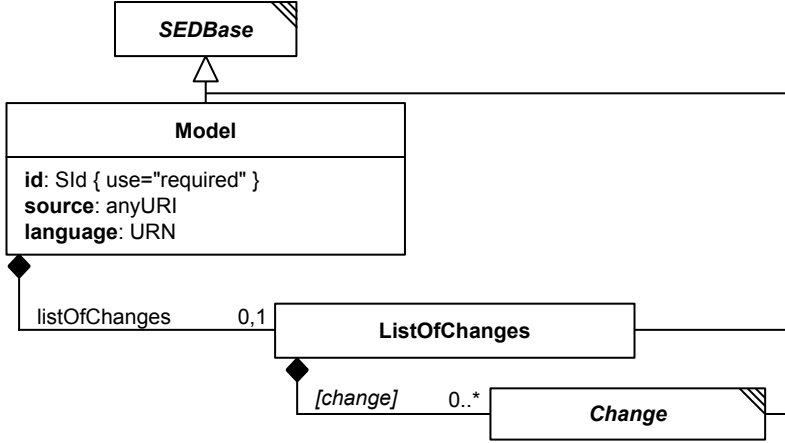 SEDBase
Model
id: SId { use="required" }
source: anyURI
language: URN
listOfChanges 0,1
ListOfChanges
[change] 0..*
Change